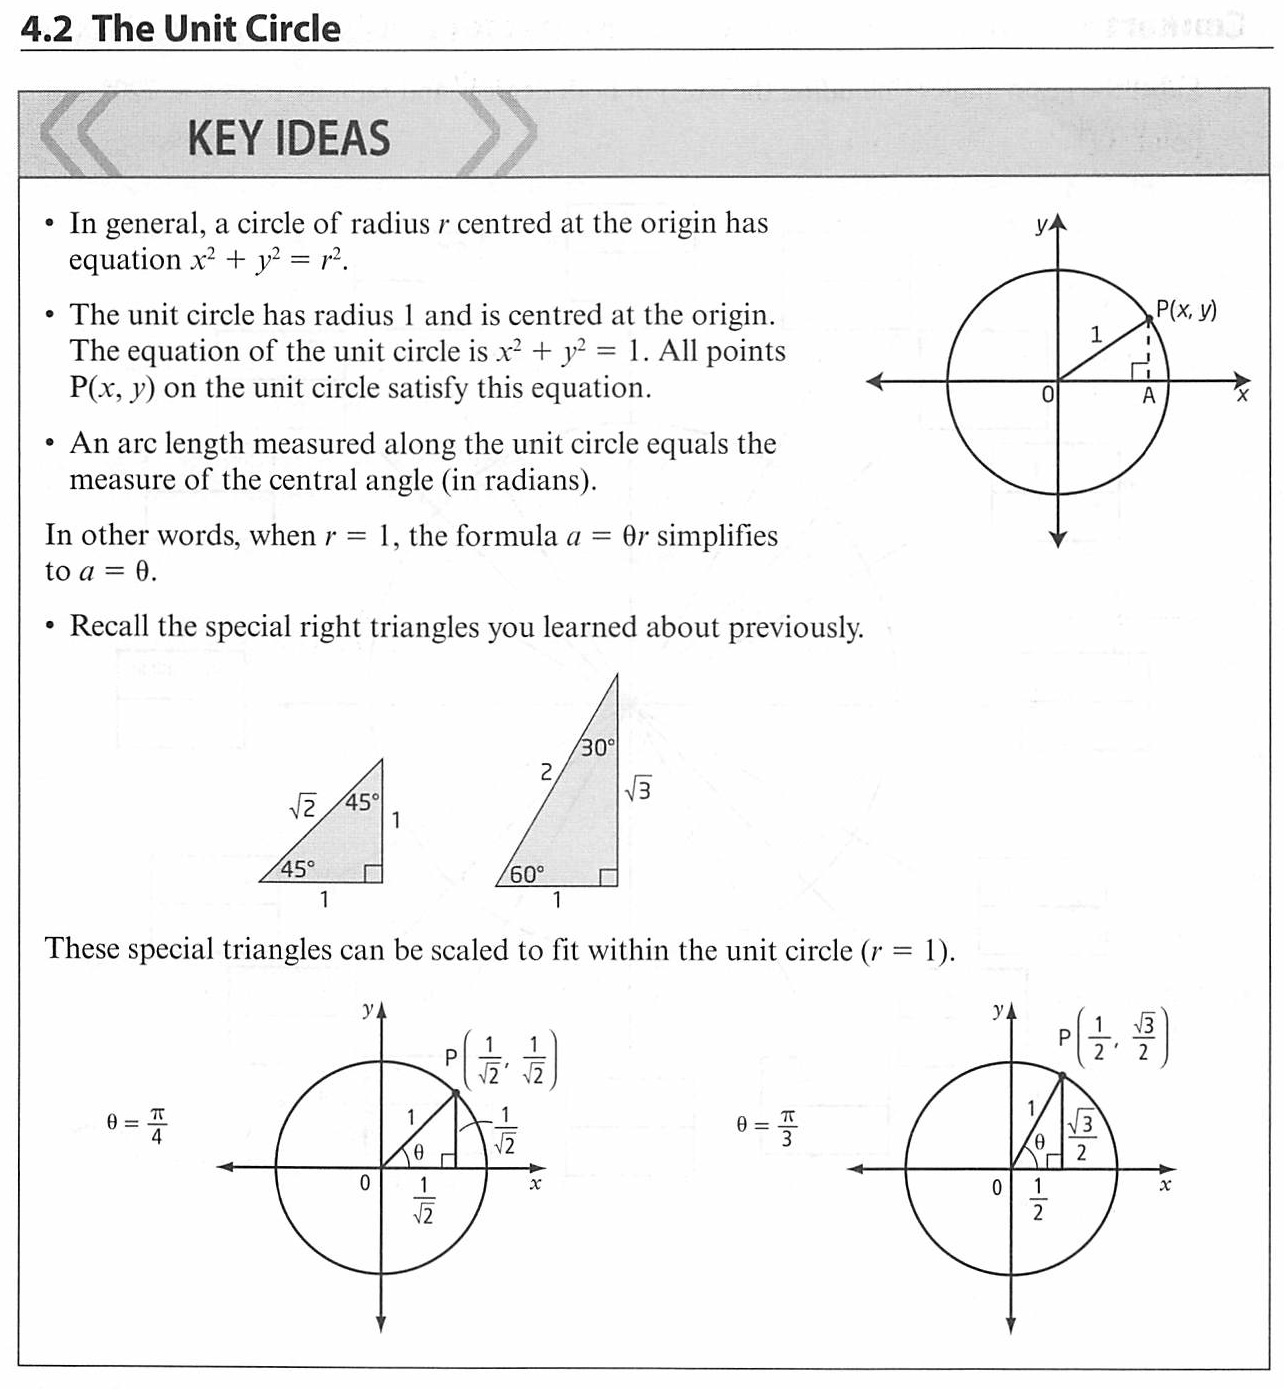 4.2 The Unit Circle
KEY IDEAS
• In general, a circle of radius r centred at the origin has
equation x² + y² = r².
• The unit circle has radius 1 and is centred at the origin.
The equation of the unit circle is x² + y² = 1. All points
P(x, y) on the unit circle satisfy this equation.
• An arc length measured along the unit circle equals the
measure of the central angle (in radians).
In other words, when r = 1, the formula a = θr simplifies
to a = θ.
y
P(x, y)
1
0
A
x
• Recall the special right triangles you learned about previously.
√2
45°
1
45°
1
30°
2
√3
60°
1
These special triangles can be scaled to fit within the unit circle (r = 1).
y
P(1/√2, 1/√2)
θ = π/4
1
1/√2
θ
0
1/√2
x
y
P(1/2, √3/2)
θ = π/3
1
√3/2
θ
0
1/2
x